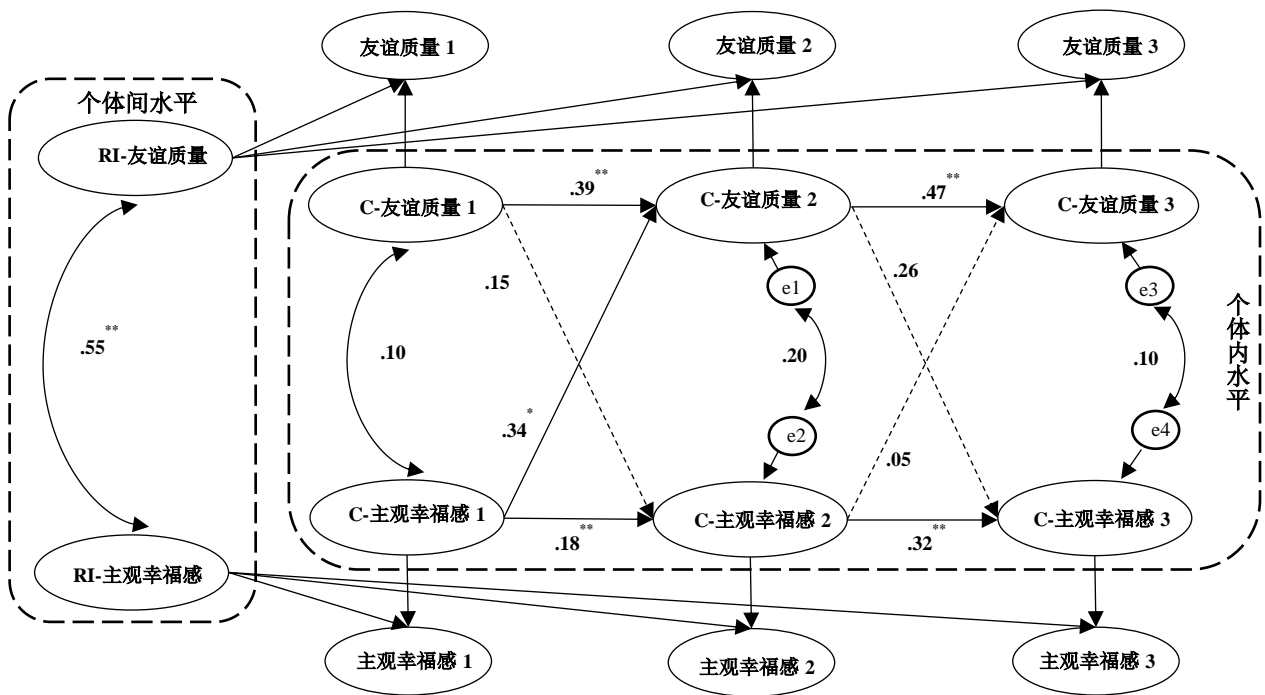 友谊质量 1
友谊质量 2
友谊质量 3
个体间水平
RI-友谊质量
C-友谊质量 1
.39**
C-友谊质量 2
.47**
C-友谊质量 3
.15
.26
e1
e3
个体内水平
.55**
.10
.20
.10
.34*
e2
e4
.05
C-主观幸福感 1
.18**
C-主观幸福感 2
.32**
C-主观幸福感 3
RI-主观幸福感
主观幸福感 1
主观幸福感 2
主观幸福感 3